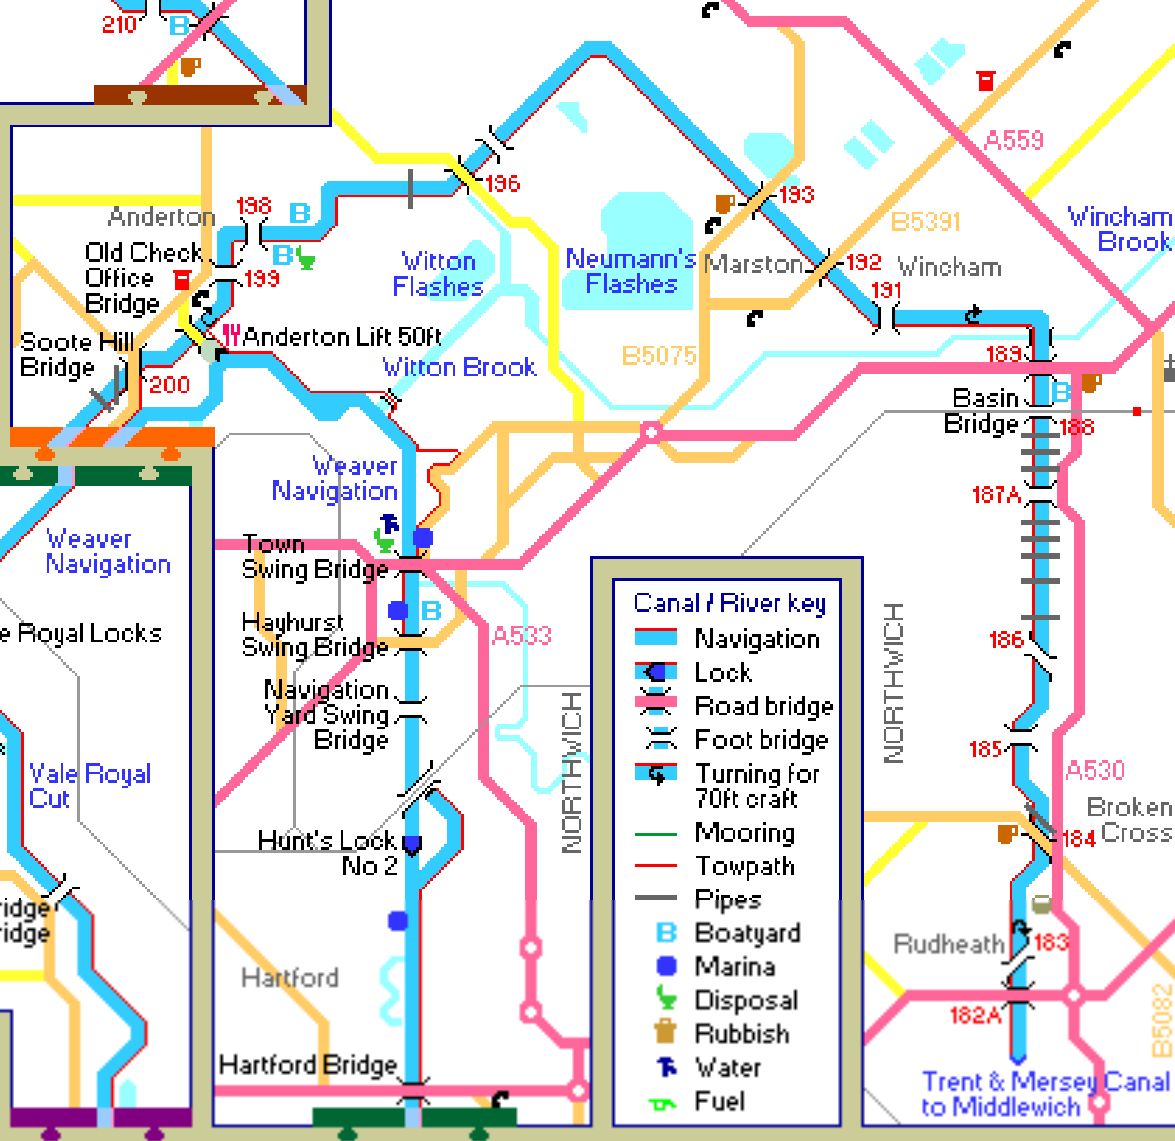 210
B
A559
196
193
198
B
Anderton
B5391
Wincham
Brook
Old Check
Office
Bridge
B
199
Witton
Flashes
Neumann's
Flashes
Marston
192
Wincham
191
Soote Hill
Bridge
Anderton Lift 50ft
200
Witton Brook
B5075
189
Basin
Bridge
B
188
Weaver
Navigation
187A
Weaver
Navigation
Town
Swing Bridge
B
Hayhurst
Swing Bridge
A533
e Royal Locks
Navigation
Yard Swing
Bridge
NORTHWICH
Canal / River key
Navigation
Lock
Road bridge
Foot bridge
Turning for
70ft craft
Mooring
Towpath
Pipes
B Boatyard
Marina
Disposal
Rubbish
Water
Fuel
NORTHWICH
186
185
A530
Broken
Cross
184
Vale Royal
Cut
Hunt's Lock
No 2
ridge
ridge
Hartford
Rudheath
183
182A
B5082
Hartford Bridge
Trent & Mersey Canal
to Middlewich